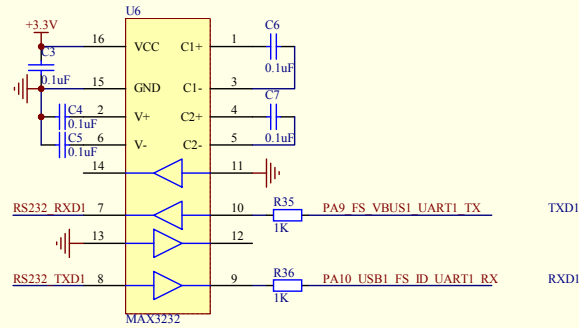 U6
+3.3V
C6
16 VCC C1+ 1
C3
0.1uF
0.1uF
15 GND C1- 3
C7
C4 2 V+ C2+ 4
0.1uF
0.1uF
C5 6 V- C2- 5
0.1uF
14 11
R35
RS232_RXD1 7 10 PA9_FS_VBUS1_UART1_TX TXD1
1K
13 12
R36
RS232_TXD1 8 9 PA10_USB1_FS_ID_UART1_RX RXD1
1K
MAX3232